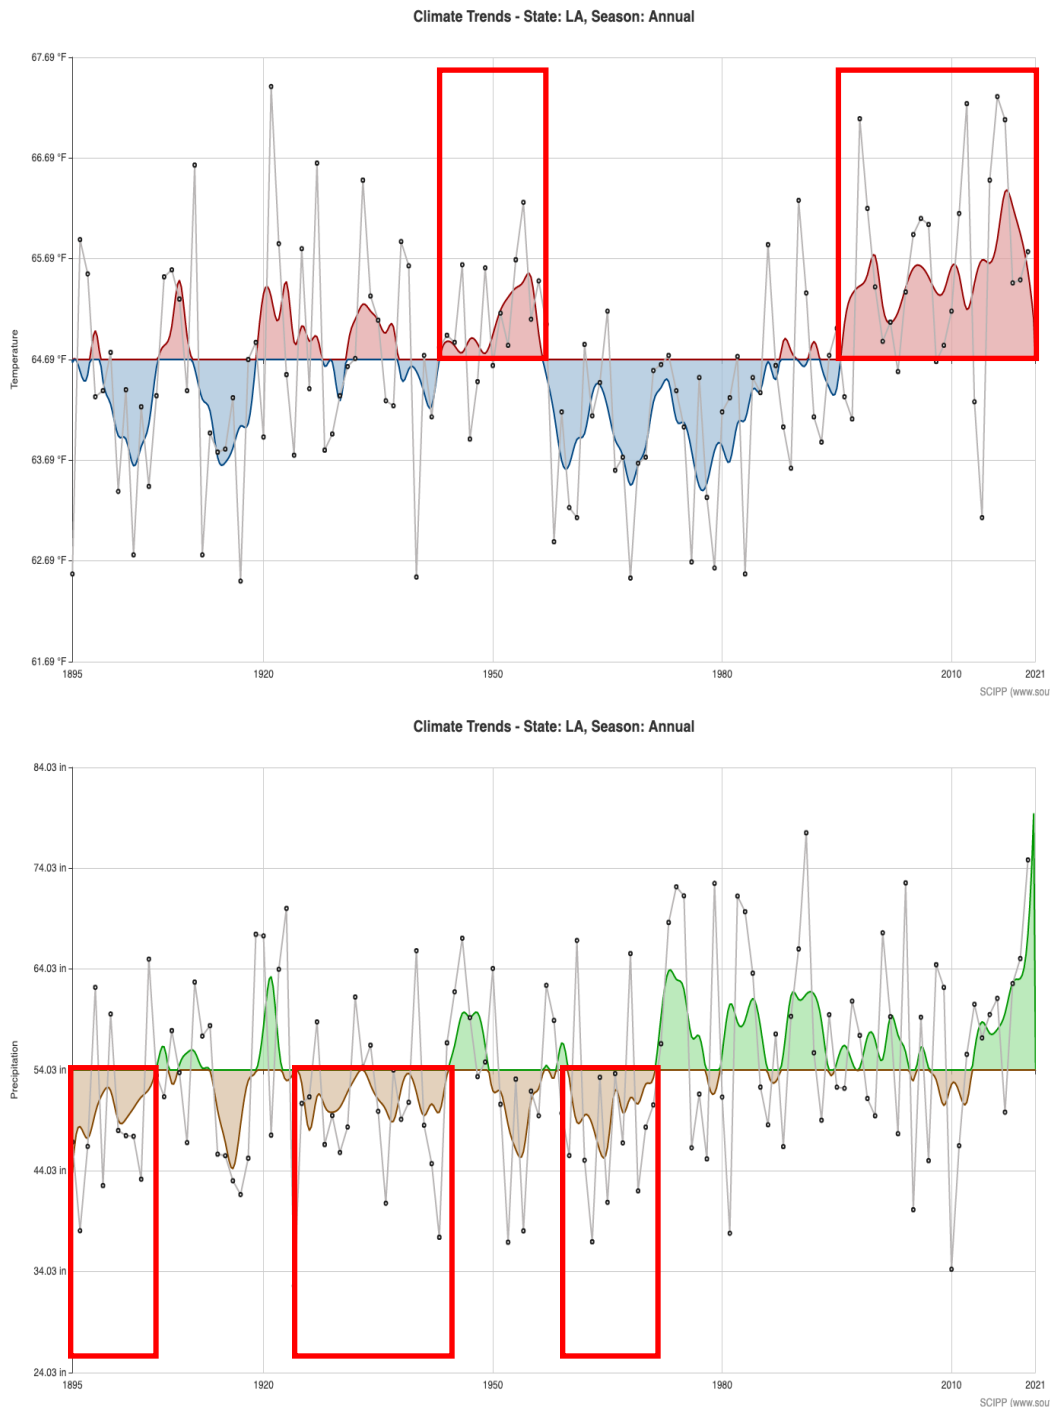 Climate Trends - State: LA, Season: Annual
67.69 °F
66.69 °F
65.69 °F
64.69 °F
63.69 °F
62.69 °F
61.69 °F
Temperature
1895 1920 1950 1980 2010 2021
SCIPP (www.sou
Climate Trends - State: LA, Season: Annual
84.03 in
74.03 in
64.03 in
54.03 in
44.03 in
34.03 in
24.03 in
Precipitation
1895 1920 1950 1980 2010 2021
SCIPP (www.sou